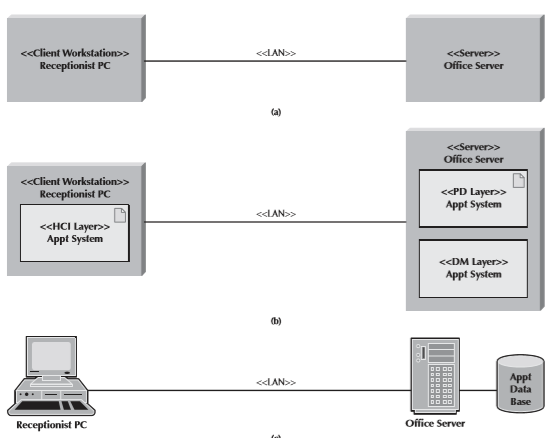 <<Client Workstation>>
Receptionist PC
<<LAN>>
<<Server>>
Office Server
(a)
<<Client Workstation>>
Receptionist PC
<<HCI Layer>>
Appt System
<<LAN>>
<<Server>>
Office Server
<<PD Layer>>
Appt System
<<DM Layer>>
Appt System
(b)
<<LAN>>
Appt
Data
Base
Receptionist PC
Office Server
(c)